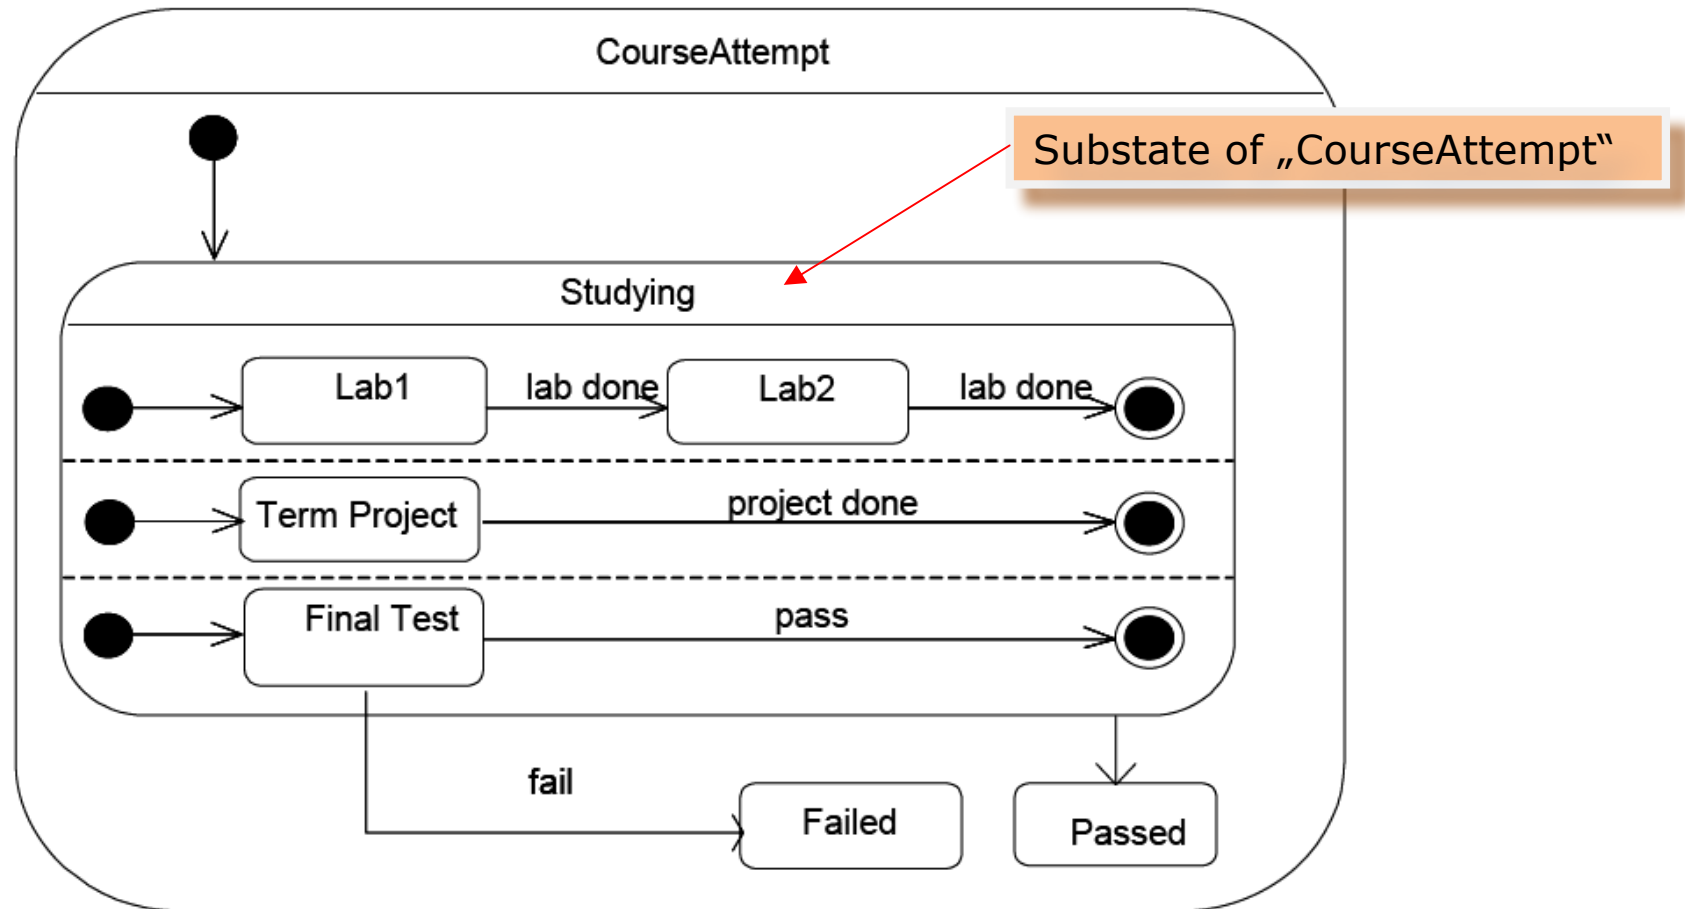 CourseAttempt
Substate of „CourseAttempt“
Studying
Lab1
lab done
Lab2
lab done
Term Project
project done
Final Test
pass
fail
Failed
Passed